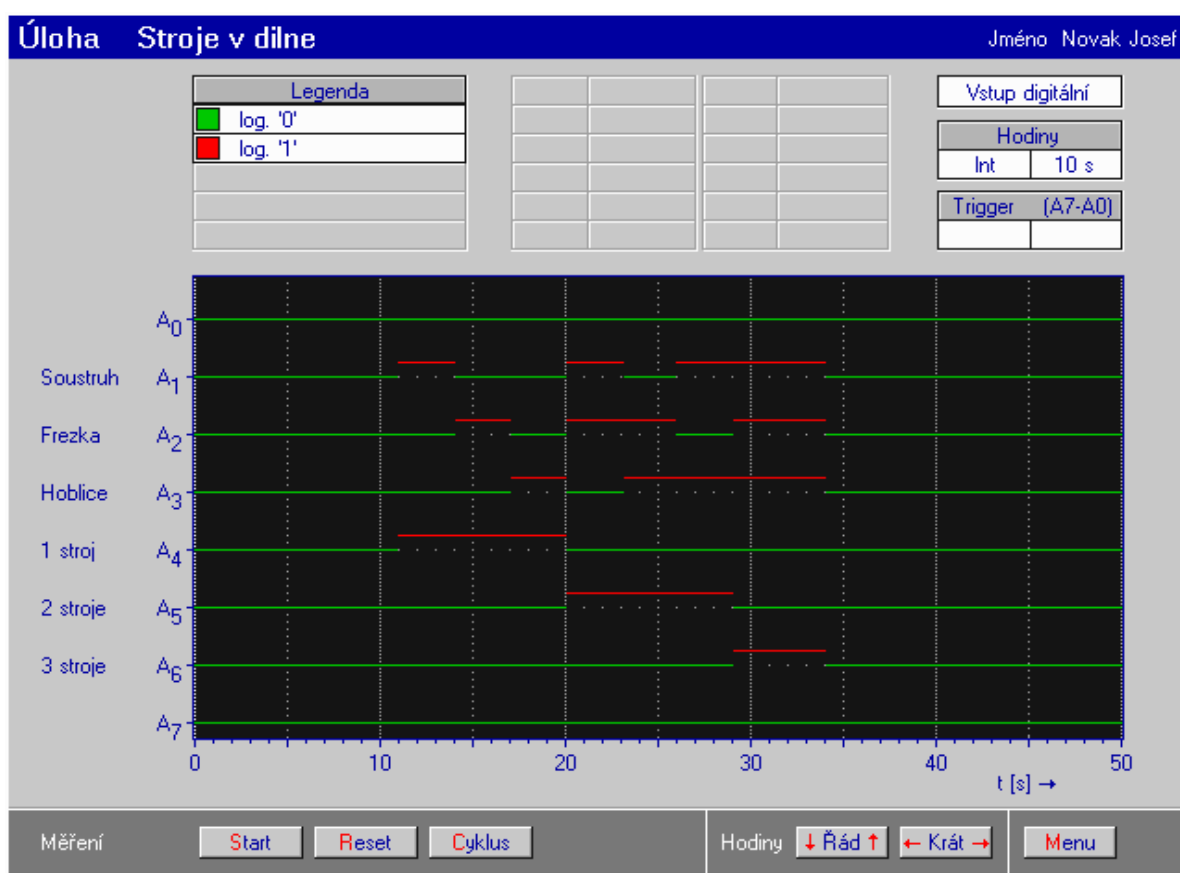 Úloha Stroje v dilne Jméno Novak Josef
Legenda
log. '0'
log. '1'
Vstup digitální
Hodiny
Int 10 s
Trigger (A7-A0)
A0
Soustruh A1
Frezka A2
Hoblice A3
1 stroj A4
2 stroje A5
3 stroje A6
A7
0 10 20 30 40 50
t [s] →
Měření Start Reset Cyklus Hodiny ↓ Řád ↑ ← Krát → Menu